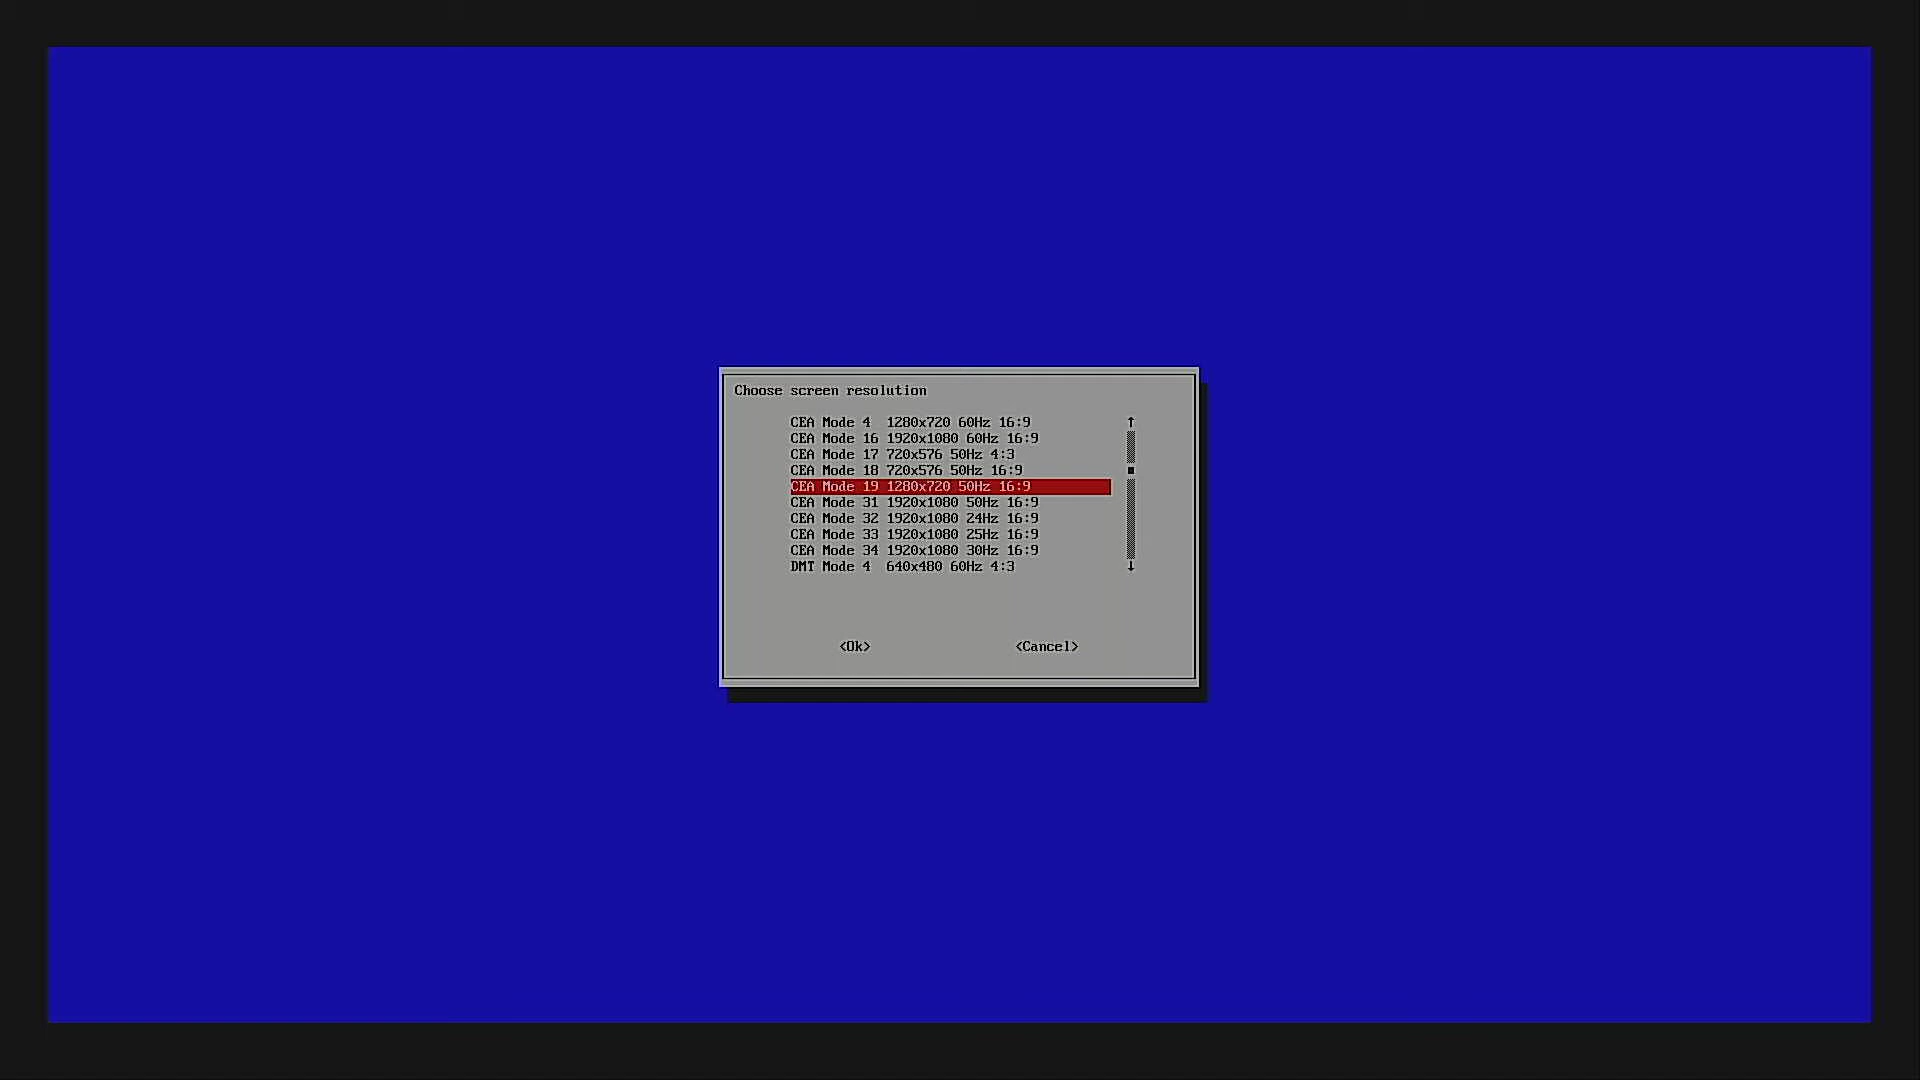 Choose screen resolution
CEA Mode 4  1280x720 60Hz 16:9
CEA Mode 16 1920x1080 60Hz 16:9
CEA Mode 17 720x576 50Hz 4:3
CEA Mode 18 720x576 50Hz 16:9
CEA Mode 19 1280x720 50Hz 16:9
CEA Mode 31 1920x1080 50Hz 16:9
CEA Mode 32 1920x1080 24Hz 16:9
CEA Mode 33 1920x1080 25Hz 16:9
CEA Mode 34 1920x1080 30Hz 16:9
DMT Mode 4  640x480 60Hz 4:3
<Ok> <Cancel>